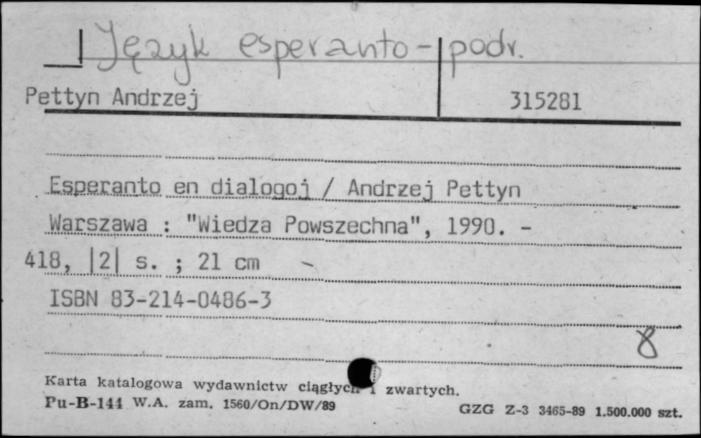 Język esperanto - podr.
Pettyn Andrzej 315281
Esperanto en dialogoj / Andrzej Pettyn
Warszawa : "Wiedza Powszechna", 1990. -
418, |2| s. ; 21 cm -
ISBN 83-214-0486-3
8
Karta katalogowa wydawnictw ciągłych i zwartych.
Pu-B-144 W.A. zam. 1560/On/DW/89 GZG Z-3 3465-89 1.500.000 szt.